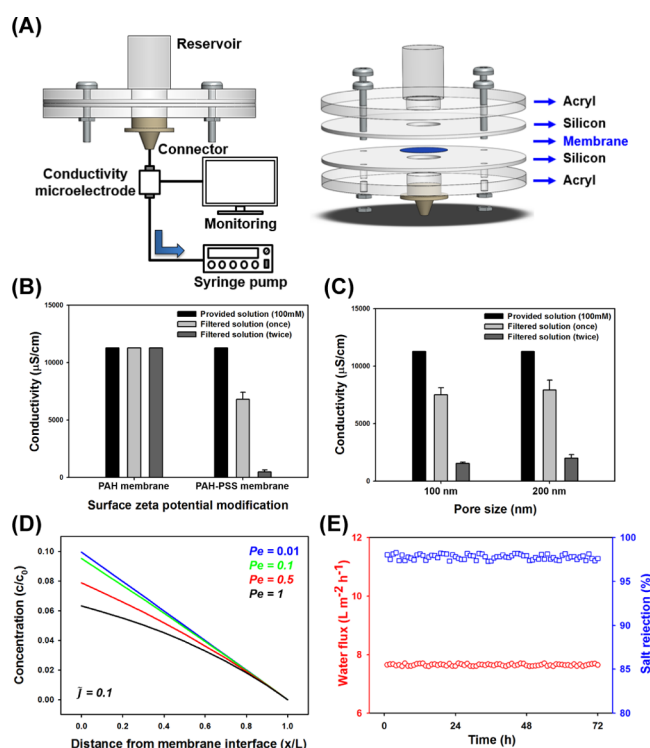 (A)
Reservoir
Connector
Conductivity
microelectrode
Monitoring
Syringe pump
Acryl
Silicon
Membrane
Silicon
Acryl
(B)
Provided solution (100mM)
Filtered solution (once)
Filtered solution (twice)
Conductivity (µS/cm)
15000
10000
5000
0
PAH membrane
PAH-PSS membrane
Surface zeta potential modification
(C)
Provided solution (100mM)
Filtered solution (once)
Filtered solution (twice)
Conductivity (µS/cm)
15000
10000
5000
0
100 nm
200 nm
Pore size (nm)
(D)
Pe = 0.01
Pe = 0.1
Pe = 0.5
Pe = 1
j̄ = 0.1
Concentration (c/c0)
0.10
0.08
0.06
0.04
0.02
0.00
0.0 0.2 0.4 0.6 0.8 1.0
Distance from membrane interface (x/L)
(E)
Water flux (L m⁻² h⁻¹)
12
10
8
6
4
Salt rejection (%)
100
95
90
85
80
0 24 48 72
Time (h)